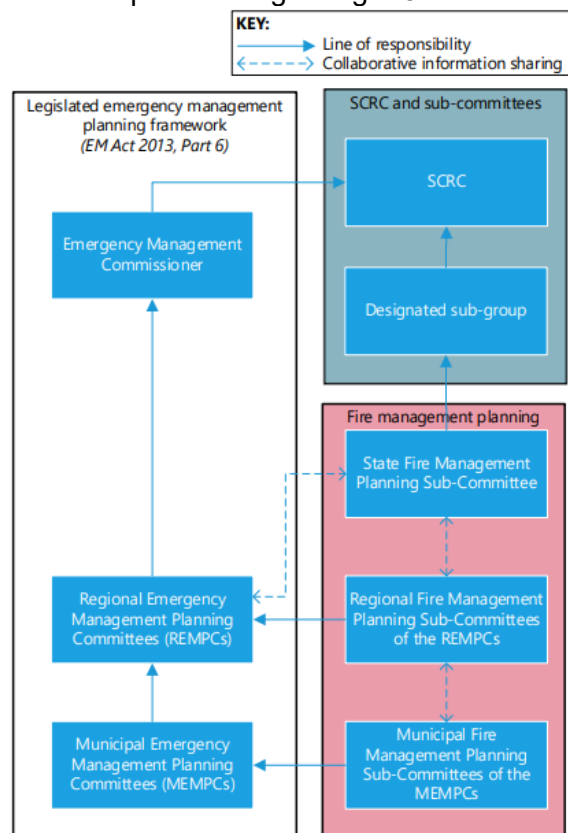 KEY:
Line of responsibility
Collaborative information sharing
Legislated emergency management
planning framework
(EM Act 2013, Part 6)
Emergency Management
Commissioner
Regional Emergency
Management Planning
Committees (REMPCs)
Municipal Emergency
Management Planning
Committees (MEMPCs)
SCRC and sub-committees
SCRC
Designated sub-group
Fire management planning
State Fire Management
Planning Sub-Committee
Regional Fire Management
Planning Sub-Committees
of the REMPCs
Municipal Fire
Management Planning
Sub-Committees of the
MEMPCs